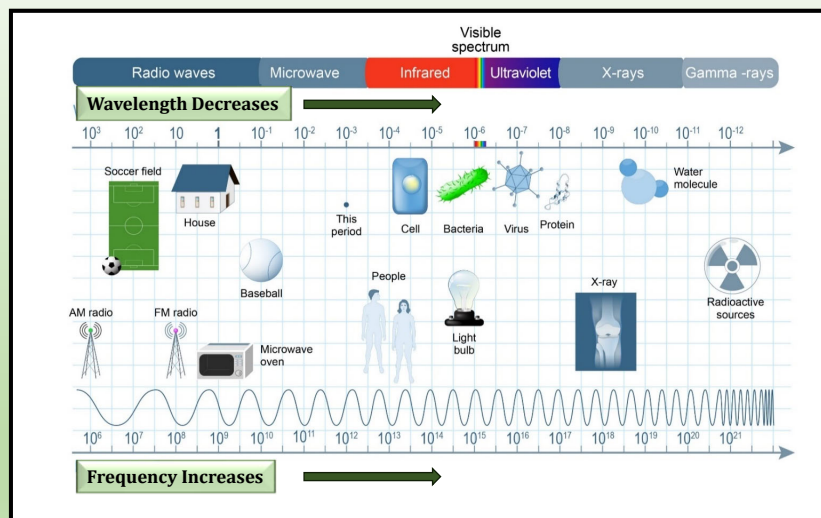 Visible
spectrum
Radio waves Microwave Infrared Ultraviolet X-rays Gamma -rays
Wavelength Decreases
10³ 10² 10 1 10⁻¹ 10⁻² 10⁻³ 10⁻⁴ 10⁻⁵ 10⁻⁶ 10⁻⁷ 10⁻⁸ 10⁻⁹ 10⁻¹⁰ 10⁻¹¹ 10⁻¹²
Soccer field
House
Baseball
This
period
Cell
Bacteria
Virus
Protein
Water
molecule
AM radio
FM radio
Microwave
oven
People
Light
bulb
X-ray
Radioactive
sources
10⁶ 10⁷ 10⁸ 10⁹ 10¹⁰ 10¹¹ 10¹² 10¹³ 10¹⁴ 10¹⁵ 10¹⁶ 10¹⁷ 10¹⁸ 10¹⁹ 10²⁰ 10²¹
Frequency Increases